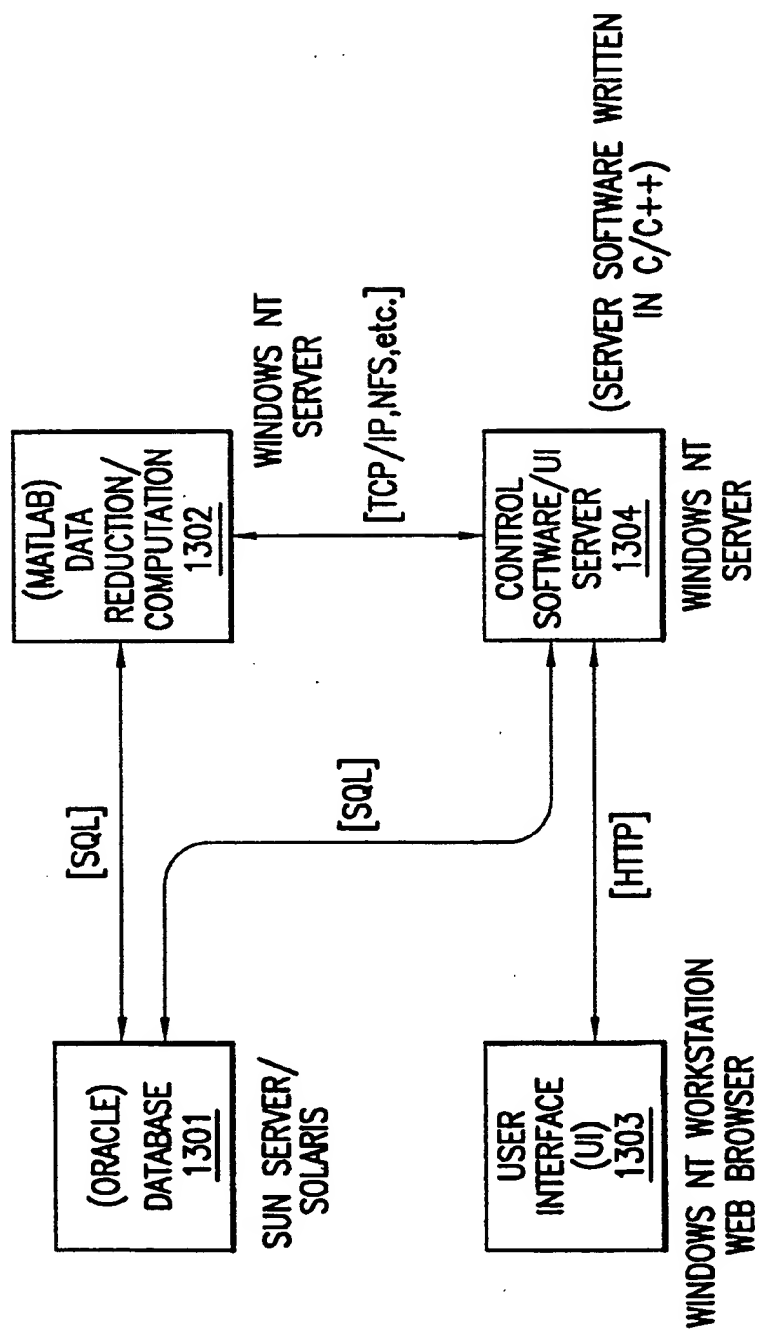 (ORACLE)
DATABASE
1301
SUN SERVER/
SOLARIS
[SQL]
(MATLAB)
DATA
REDUCTION/
COMPUTATION
1302
WINDOWS NT
SERVER
[SQL]
[TCP/IP,NFS,etc.]
USER
INTERFACE
(UI)
1303
WINDOWS NT WORKSTATION
WEB BROWSER
[HTTP]
CONTROL
SOFTWARE/UI
SERVER
1304
WINDOWS NT
SERVER
(SERVER SOFTWARE WRITTEN
IN C/C++)